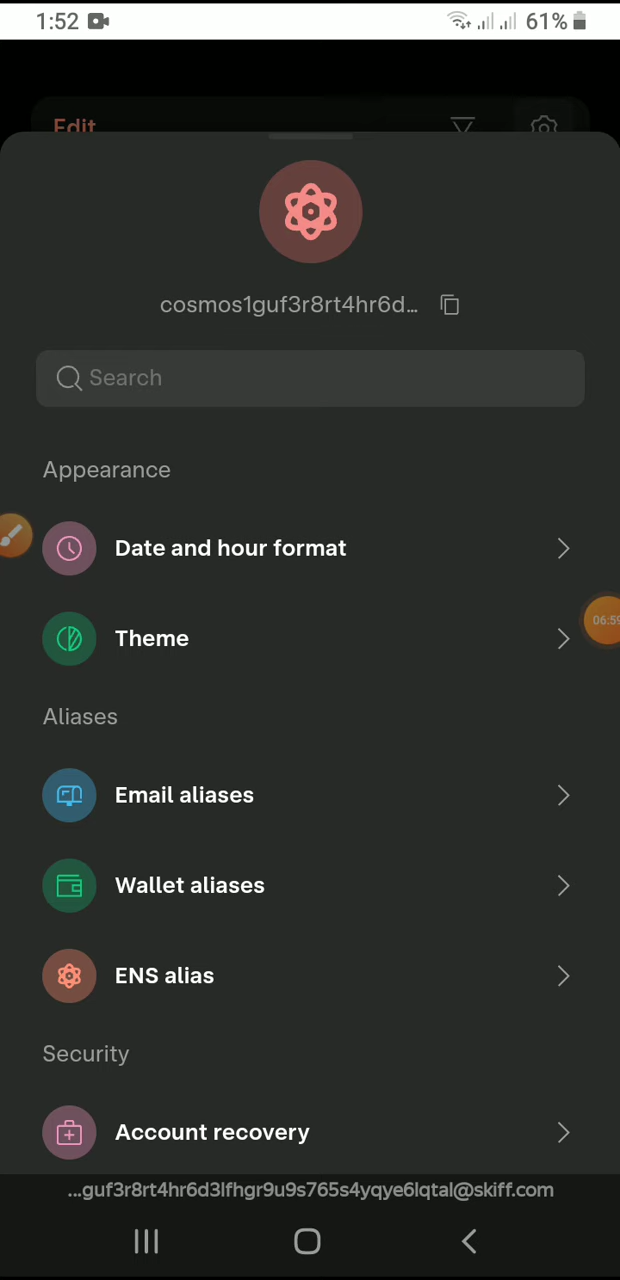 1:52
61%
Edit
cosmos1guf3r8rt4hr6d...
Search
Appearance
Date and hour format
06:59
Theme
Aliases
Email aliases
Wallet aliases
ENS alias
Security
Account recovery
...guf3r8rt4hr6d3lfhgr9u9s765s4yqye6lqtal@skiff.com